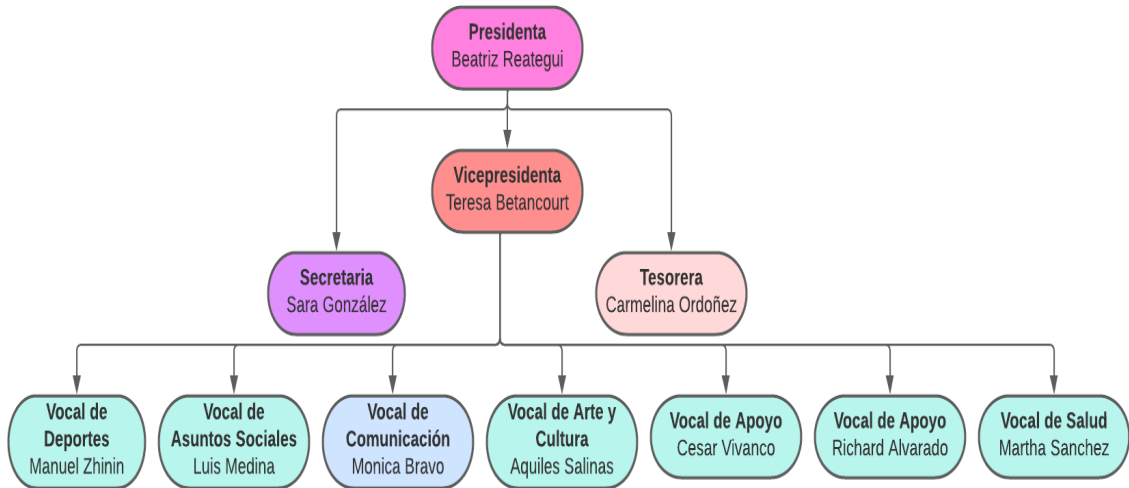 Presidenta
Beatriz Reategui
Vicepresidenta
Teresa Betancourt
Secretaria
Sara González
Tesorera
Carmelina Ordoñez
Vocal de
Deportes
Manuel Zhinin
Vocal de
Asuntos Sociales
Luis Medina
Vocal de
Comunicación
Monica Bravo
Vocal de Arte y
Cultura
Aquiles Salinas
Vocal de Apoyo
Cesar Vivanco
Vocal de Apoyo
Richard Alvarado
Vocal de Salud
Martha Sanchez